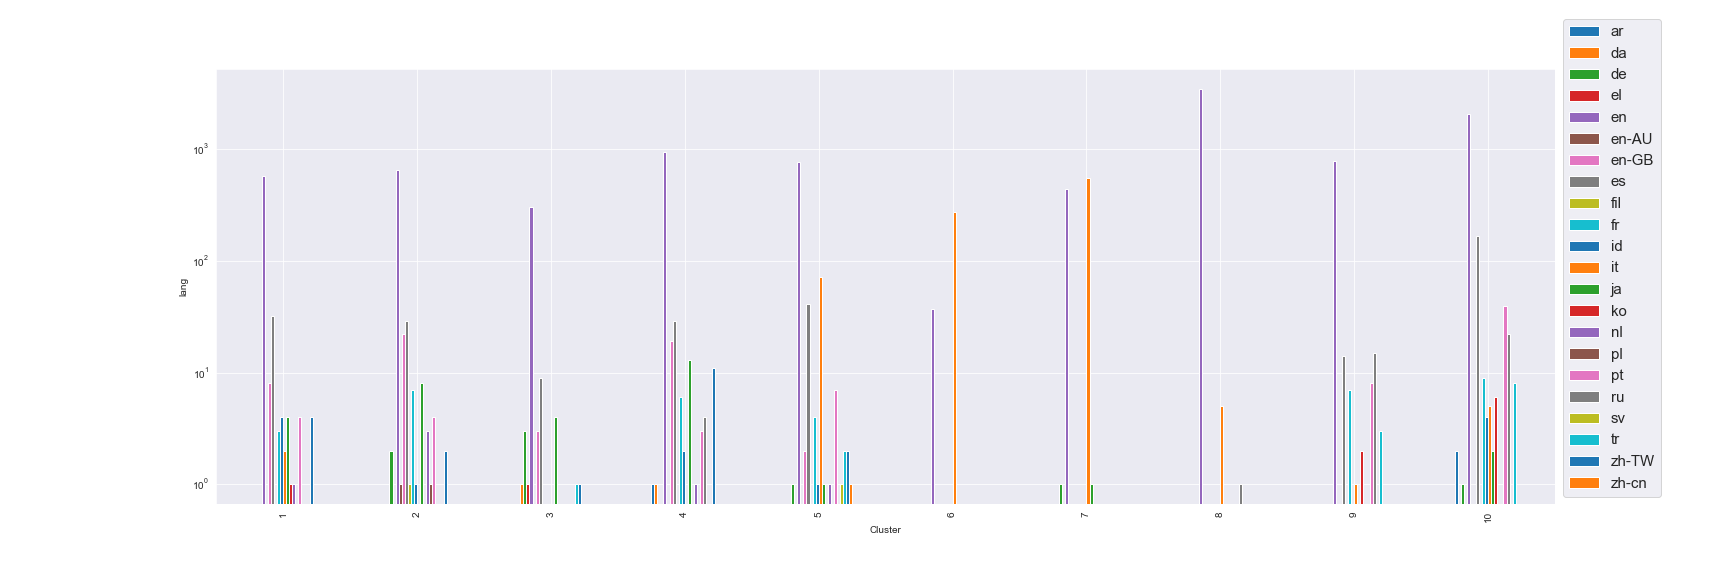 10³
10²
10¹
10⁰
lang
1
2
3
4
5
6
7
8
9
10
Cluster
ar
da
de
el
en
en-AU
en-GB
es
fil
fr
id
it
ja
ko
nl
pl
pt
ru
sv
tr
zh-TW
zh-cn